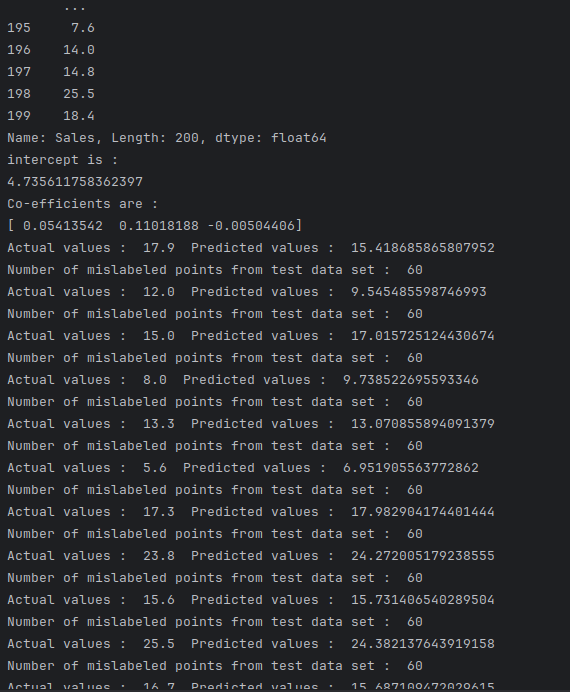 ...
195     7.6
196    14.0
197    14.8
198    25.5
199    18.4
Name: Sales, Length: 200, dtype: float64
intercept is :
4.735611758362397
Co-efficients are :
[ 0.05413542  0.11018188 -0.00504406]
Actual values :  17.9  Predicted values :  15.418685865807952
Number of mislabeled points from test data set :  60
Actual values :  12.0  Predicted values :  9.545485598746993
Number of mislabeled points from test data set :  60
Actual values :  15.0  Predicted values :  17.015725124430674
Number of mislabeled points from test data set :  60
Actual values :  8.0  Predicted values :  9.738522695593346
Number of mislabeled points from test data set :  60
Actual values :  13.3  Predicted values :  13.070855894091379
Number of mislabeled points from test data set :  60
Actual values :  5.6  Predicted values :  6.951905563772862
Number of mislabeled points from test data set :  60
Actual values :  17.3  Predicted values :  17.982904174401444
Number of mislabeled points from test data set :  60
Actual values :  23.8  Predicted values :  24.272005179238555
Number of mislabeled points from test data set :  60
Actual values :  15.6  Predicted values :  15.731406540289504
Number of mislabeled points from test data set :  60
Actual values :  25.5  Predicted values :  24.382137643919158
Number of mislabeled points from test data set :  60
Actual values :  16.7  Predicted values :  15.687109472029615